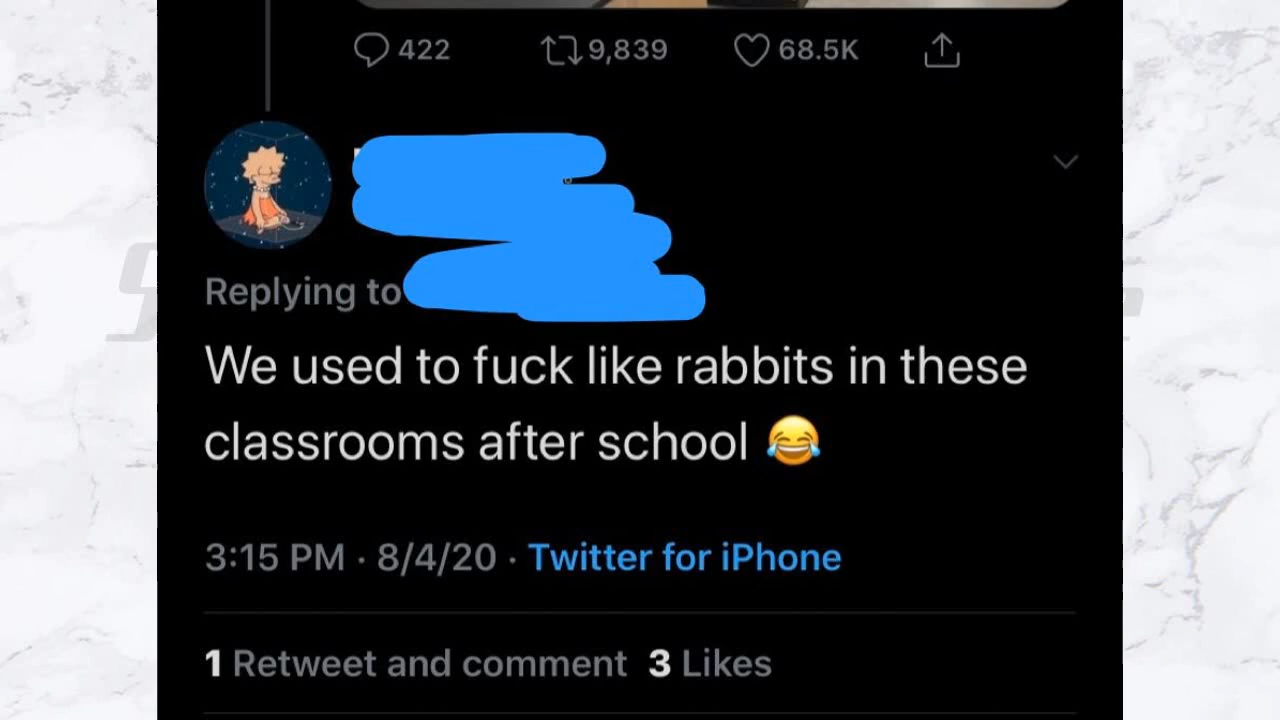 422 9,839 68.5K
Replying to
We used to fuck like rabbits in these
classrooms after school 😂
3:15 PM · 8/4/20 · Twitter for iPhone
1 Retweet and comment 3 Likes